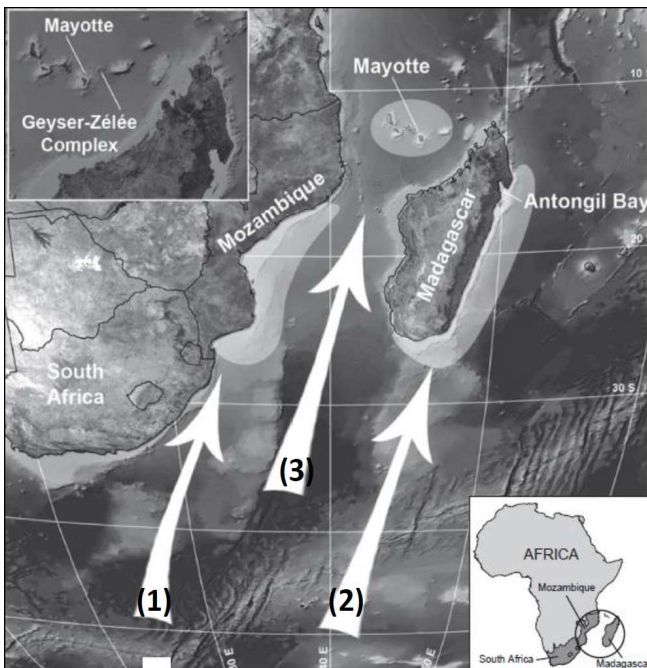 Mayotte
Geyser-Zélée
Complex
10 S
Mayotte
Mozambique
Madagascar
Antongil Bay
20
South
Africa
30 S
(3)
(1)
(2)
AFRICA
Mozambique
South Africa
Madagascar